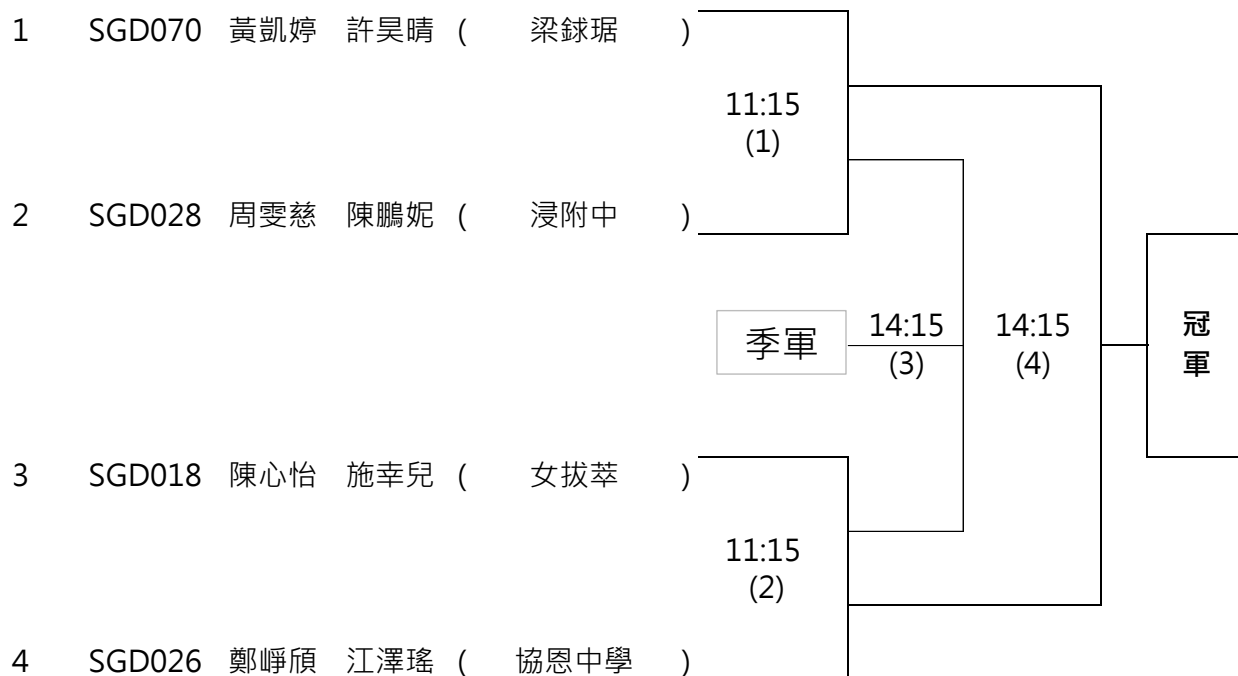 1 SGD070 黃凱婷 許昊晴 ( 梁銶琚 )
11:15
(1)
2 SGD028 周雯慈 陳鵬妮 ( 浸附中 )
季軍
14:15
(3)
14:15
(4)
冠
軍
3 SGD018 陳心怡 施幸兒 ( 女拔萃 )
11:15
(2)
4 SGD026 鄭崢頎 江澤瑤 ( 協恩中學 )